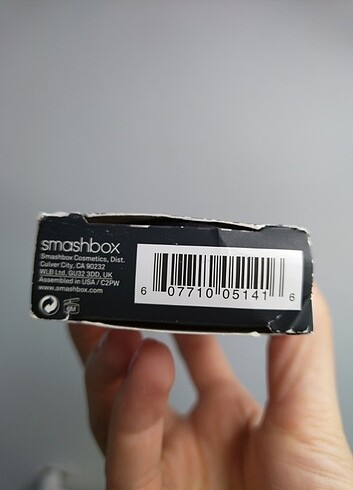 smashbox
Smashbox Cosmetics, Dist.
Culver City, CA 90232
WLB Ltd, GU32 3DD, UK
Assembled in USA / C2PW
www.smashbox.com
6 07710 05141 6